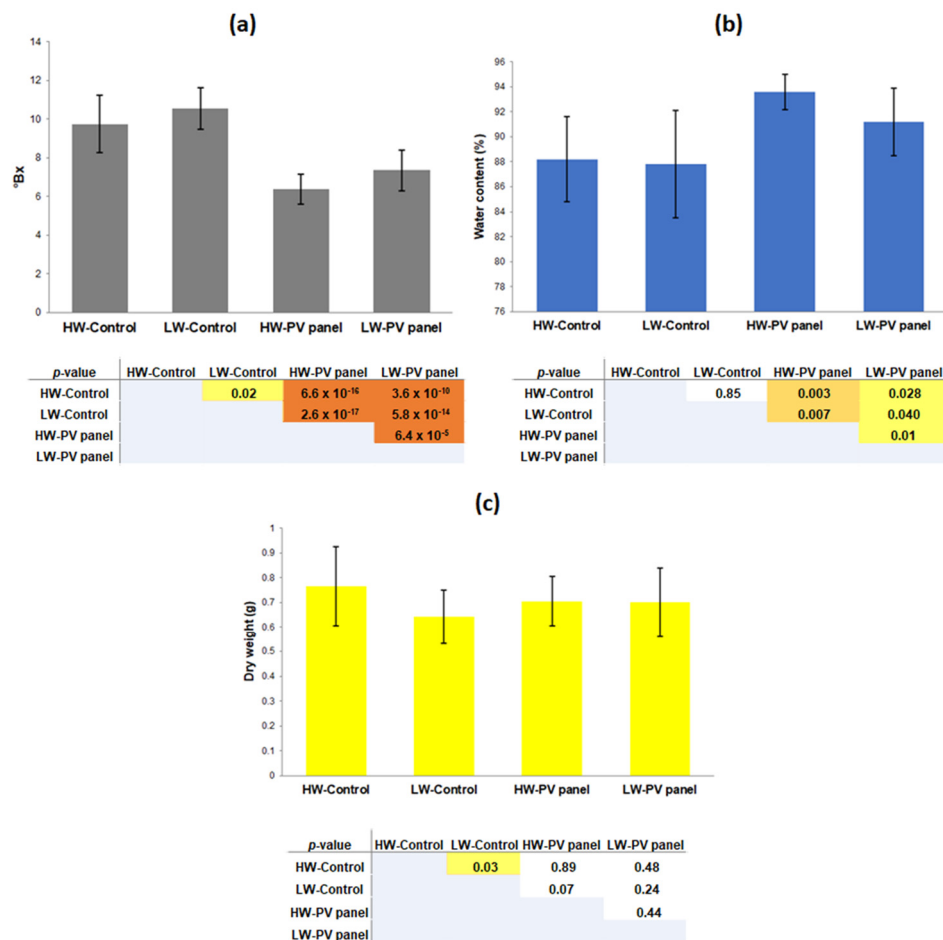 (a)
14
12
10
8
6
4
2
0
°Bx
HW-Control LW-Control HW-PV panel LW-PV panel
p-value HW-Control LW-Control HW-PV panel LW-PV panel
HW-Control 0.02 6.6 x 10⁻¹⁶ 3.6 x 10⁻¹⁰
LW-Control 2.6 x 10⁻¹⁷ 5.8 x 10⁻¹⁴
HW-PV panel 6.4 x 10⁻⁵
LW-PV panel
(b)
96
94
92
90
88
86
84
82
80
78
76
Water content (%)
HW-Control LW-Control HW-PV panel LW-PV panel
p-value HW-Control LW-Control HW-PV panel LW-PV panel
HW-Control 0.85 0.003 0.028
LW-Control 0.007 0.040
HW-PV panel 0.01
LW-PV panel
(c)
1
0.9
0.8
0.7
0.6
0.5
0.4
0.3
0.2
0.1
0
Dry weight (g)
HW-Control LW-Control HW-PV panel LW-PV panel
p-value HW-Control LW-Control HW-PV panel LW-PV panel
HW-Control 0.03 0.89 0.48
LW-Control 0.07 0.24
HW-PV panel 0.44
LW-PV panel